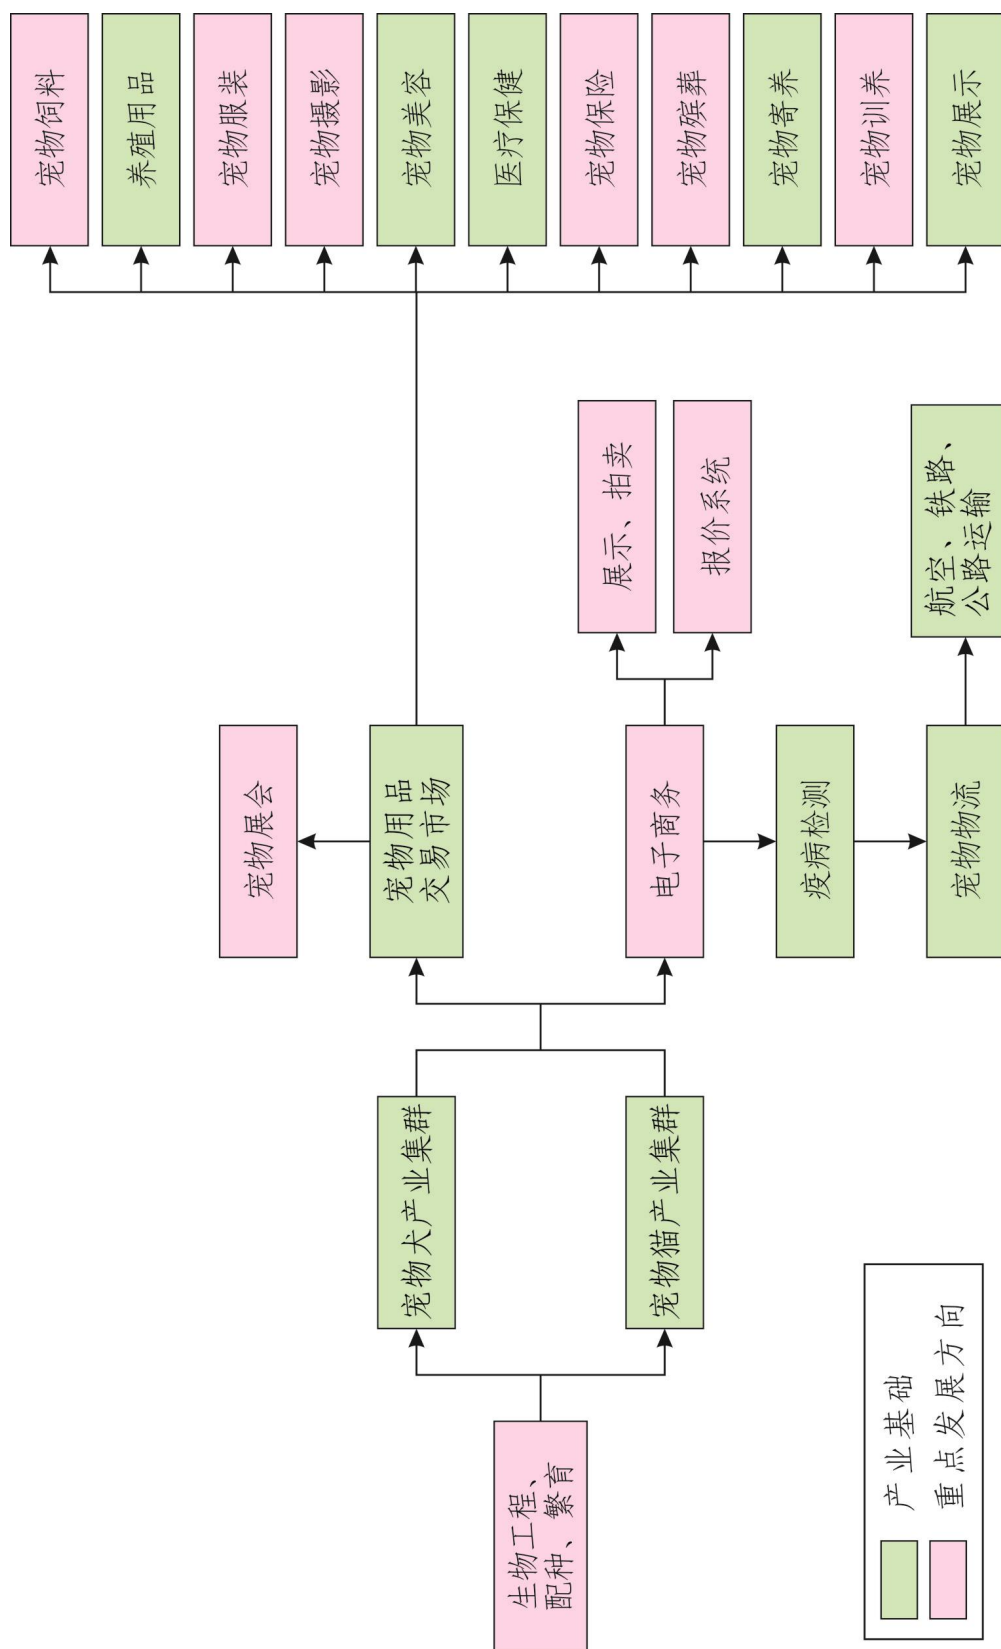 生物工程、
配种、繁育
宠物犬产业集群
宠物猫产业集群
宠物展会
宠物用品
交易市场
电子商务
疫病检测
宠物物流
展示、拍卖
报价系统
航空、铁路、
公路运输
宠物饲料
养殖用品
宠物服装
宠物摄影
宠物美容
医疗保健
宠物保险
宠物殡葬
宠物寄养
宠物训养
宠物展示
产业基础
重点发展方向